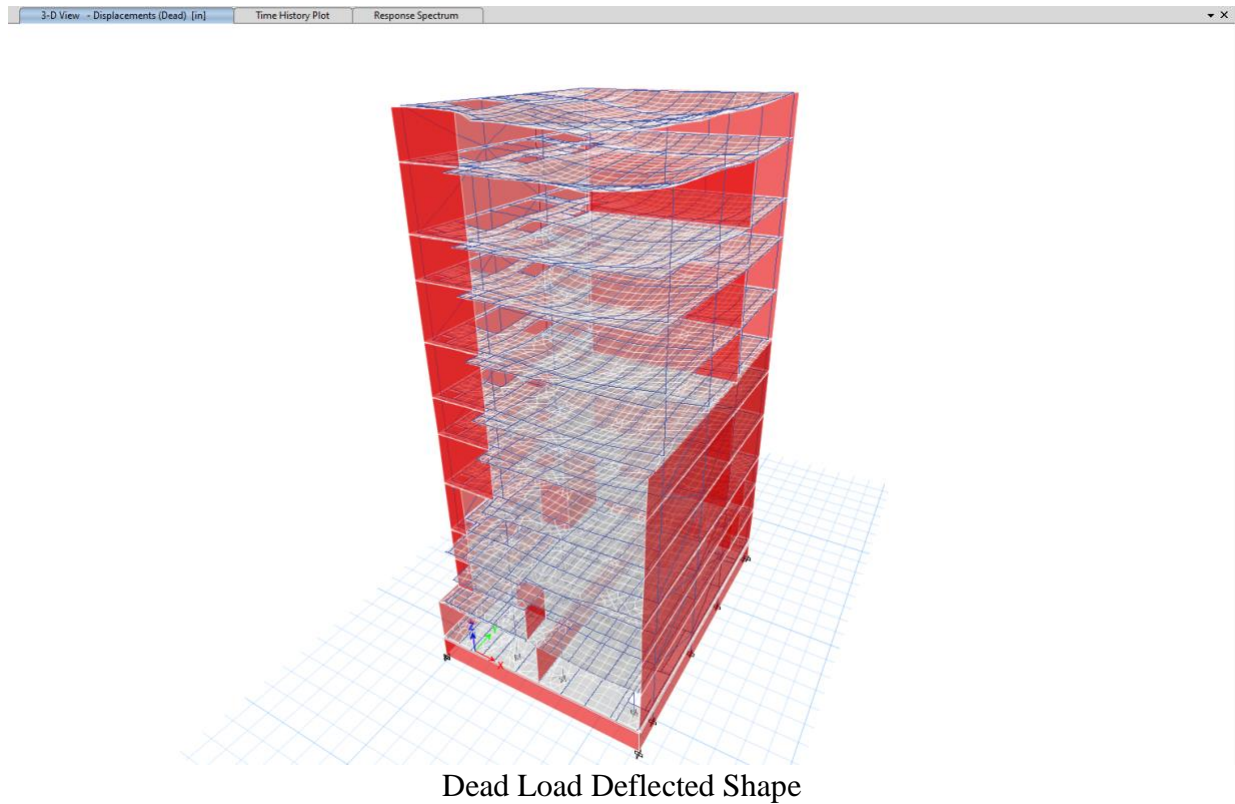 3-D View - Displacements (Dead) [in]
Time History Plot
Response Spectrum
Z
Y
X
Dead Load Deflected Shape